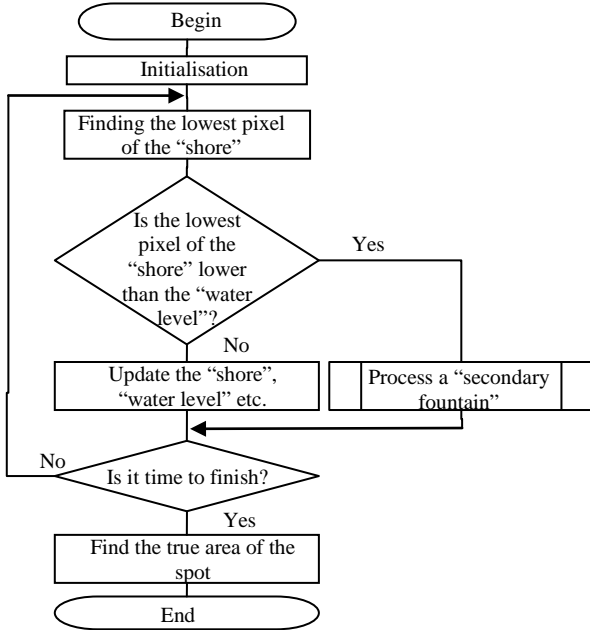 Begin
Initialisation
Finding the lowest pixel
of the “shore”
Is the lowest
pixel of the
“shore” lower
than the “water
level”?
Yes
No
Update the “shore”,
“water level” etc.
Process a “secondary
fountain”
No
Is it time to finish?
Yes
Find the true area of the
spot
End